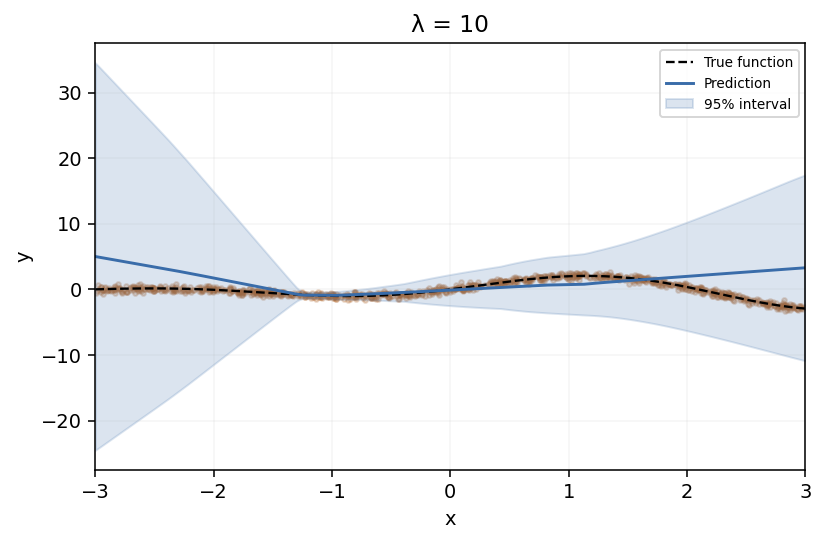 λ = 10
True function
Prediction
95% interval
y
30
20
10
0
−10
−20
−3
−2
−1
0
1
2
3
x